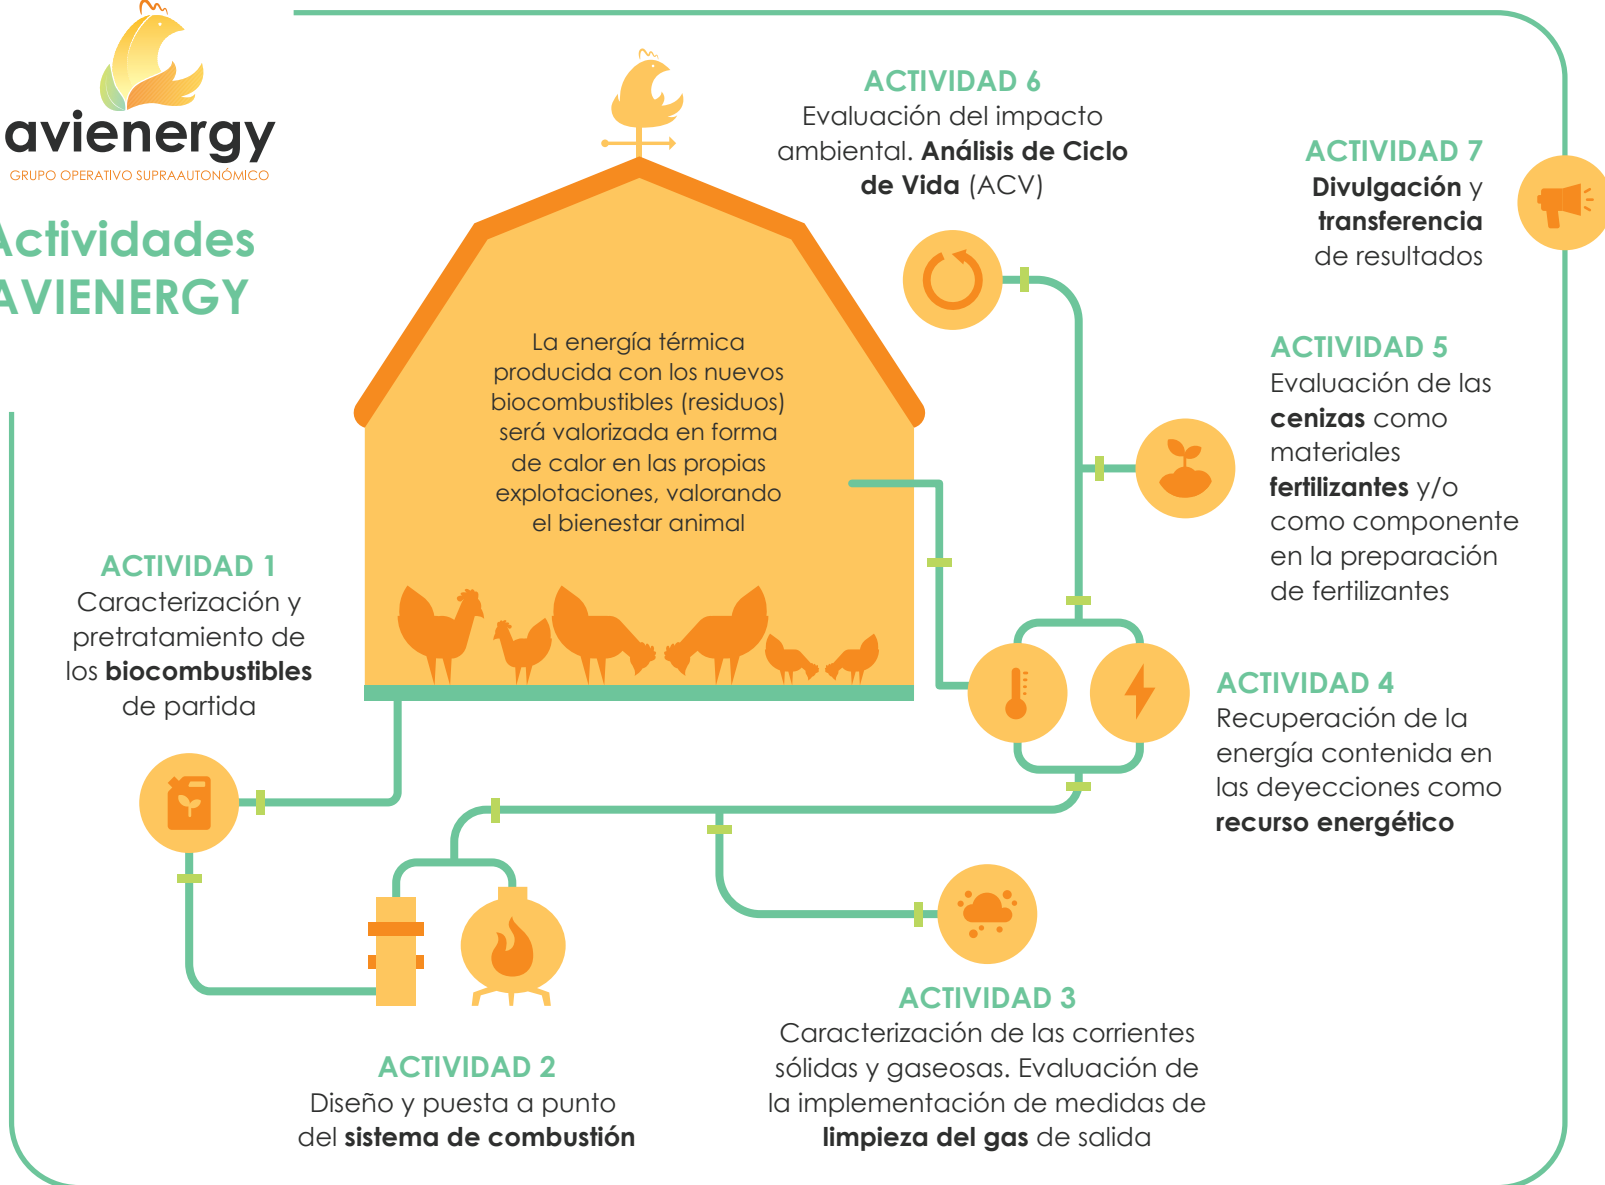 avienergy
GRUPO OPERATIVO SUPRAAUTONÓMICO
Actividades
AVIENERGY
ACTIVIDAD 6
Evaluación del impacto
ambiental. Análisis de Ciclo
de Vida (ACV)
ACTIVIDAD 7
Divulgación y
transferencia
de resultados
La energía térmica
producida con los nuevos
biocombustibles (residuos)
será valorizada en forma
de calor en las propias
explotaciones, valorando
el bienestar animal
ACTIVIDAD 5
Evaluación de las
cenizas como
materiales
fertilizantes y/o
como componente
en la preparación
de fertilizantes
ACTIVIDAD 1
Caracterización y
pretratamiento de
los biocombustibles
de partida
ACTIVIDAD 4
Recuperación de la
energía contenida en
las deyecciones como
recurso energético
ACTIVIDAD 3
Caracterización de las corrientes
sólidas y gaseosas. Evaluación de
la implementación de medidas de
limpieza del gas de salida
ACTIVIDAD 2
Diseño y puesta a punto
del sistema de combustión